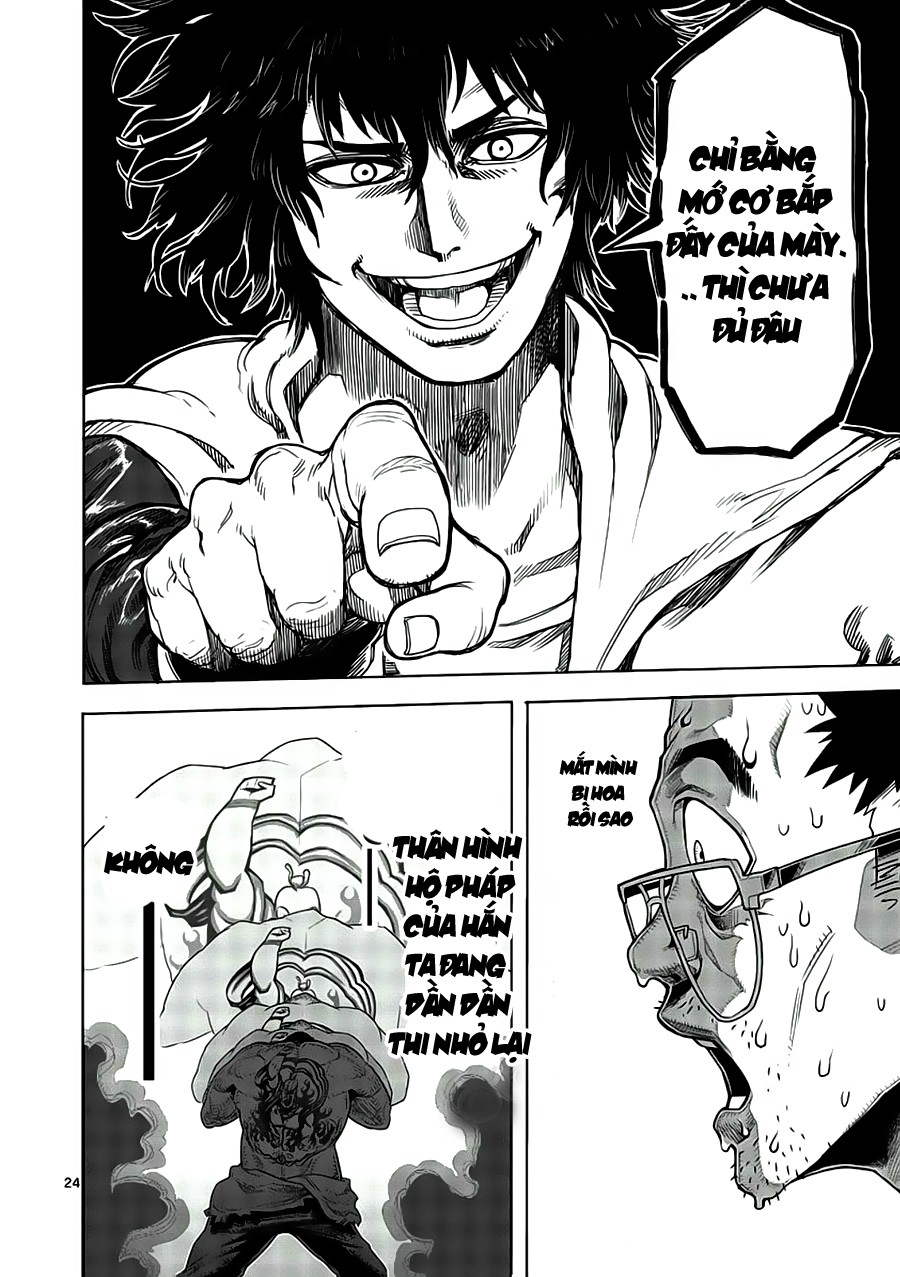 CHỈ BẰNG
MỚ CƠ BẮP
ĐẤY CỦA MÀY.
.. THÌ CHƯA
ĐỦ ĐÂU
MẮT MÌNH
BỊ HOA
RỒI SAO
THÂN HÌNH
HỘ PHÁP
CỦA HẮN
TA ĐANG
DẦN DẦN
THI NHỎ LẠI
KHÔNG
24